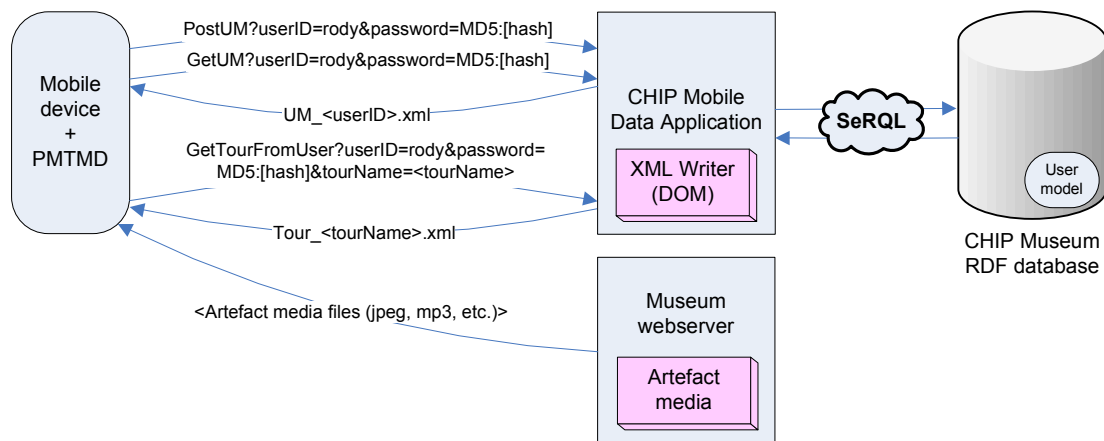 PostUM?userID=rody&password=MD5:[hash]
GetUM?userID=rody&password=MD5:[hash]
Mobile
device
+
PMTMD
UM_<userID>.xml
GetTourFromUser?userID=rody&password=
MD5:[hash]&tourName=<tourName>
Tour_<tourName>.xml
<Artefact media files (jpeg, mp3, etc.)>
CHIP Mobile
Data Application
XML Writer
(DOM)
SeRQL
User
model
CHIP Museum
RDF database
Museum
webserver
Artefact
media